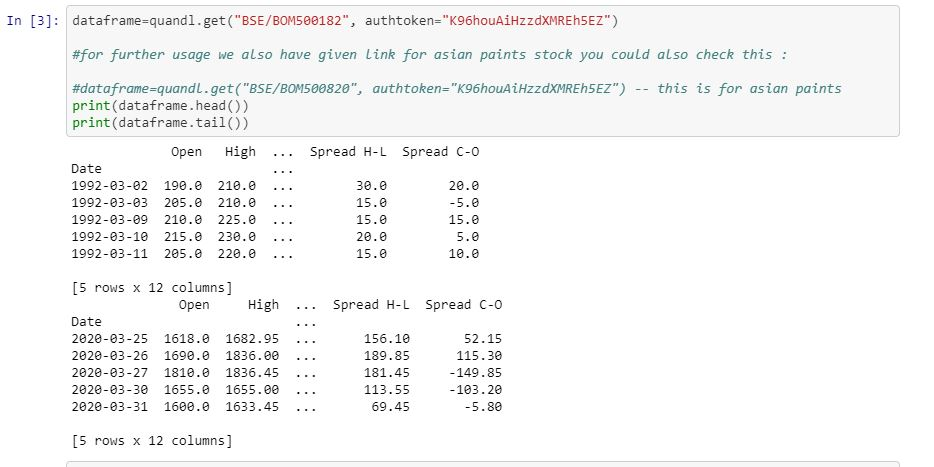 In [3]: dataframe=quandl.get("BSE/BOM500182", authtoken="K96houAiHzzdXMREh5EZ")
#for further usage we also have given link for asian paints stock you could also check this :
#dataframe=quandl.get("BSE/BOM500820", authtoken="K96houAiHzzdXMREh5EZ") -- this is for asian paints
print(dataframe.head())
print(dataframe.tail())
Open High ... Spread H-L Spread C-O
Date ...
1992-03-02 190.0 210.0 ... 30.0 20.0
1992-03-03 205.0 210.0 ... 15.0 -5.0
1992-03-09 210.0 225.0 ... 15.0 15.0
1992-03-10 215.0 230.0 ... 20.0 5.0
1992-03-11 205.0 220.0 ... 15.0 10.0
[5 rows x 12 columns]
Open High ... Spread H-L Spread C-O
Date ...
2020-03-25 1618.0 1682.95 ... 156.10 52.15
2020-03-26 1690.0 1836.00 ... 189.85 115.30
2020-03-27 1810.0 1836.45 ... 181.45 -149.85
2020-03-30 1655.0 1655.00 ... 113.55 -103.20
2020-03-31 1600.0 1633.45 ... 69.45 -5.80
[5 rows x 12 columns]